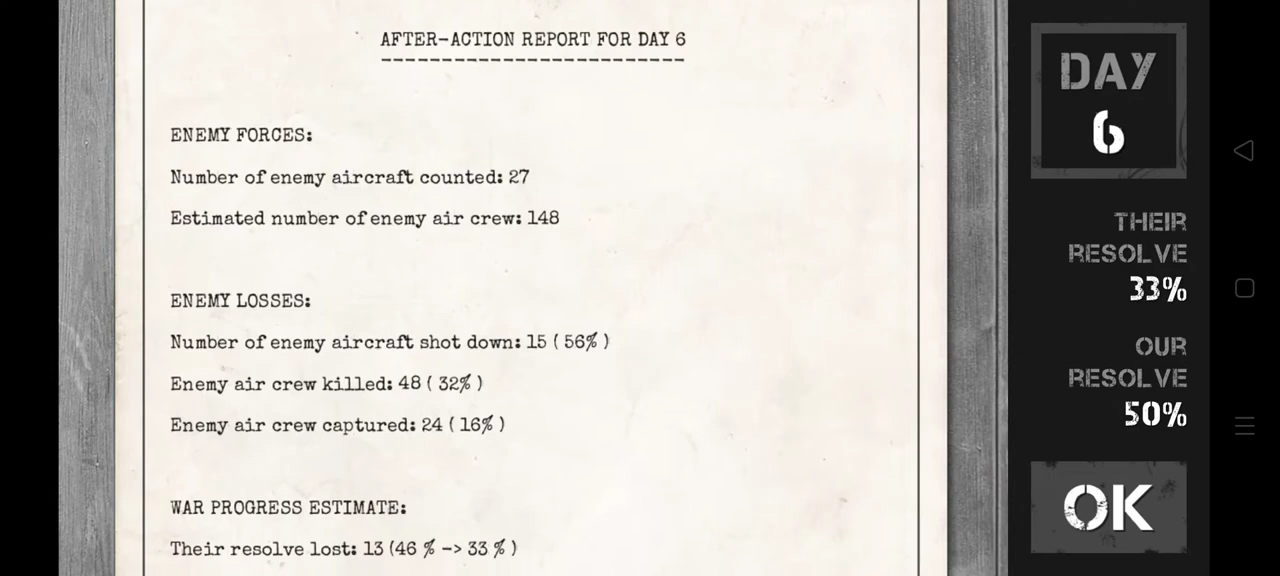 AFTER-ACTION REPORT FOR DAY 6
-------------------------
ENEMY FORCES:
Number of enemy aircraft counted: 27
Estimated number of enemy air crew: 148
ENEMY LOSSES:
Number of enemy aircraft shot down: 15 ( 56% )
Enemy air crew killed: 48 ( 32% )
Enemy air crew captured: 24 ( 16% )
WAR PROGRESS ESTIMATE:
Their resolve lost: 13 (46 % -> 33 % )
DAY
6
THEIR
RESOLVE
33%
OUR
RESOLVE
50%
OK